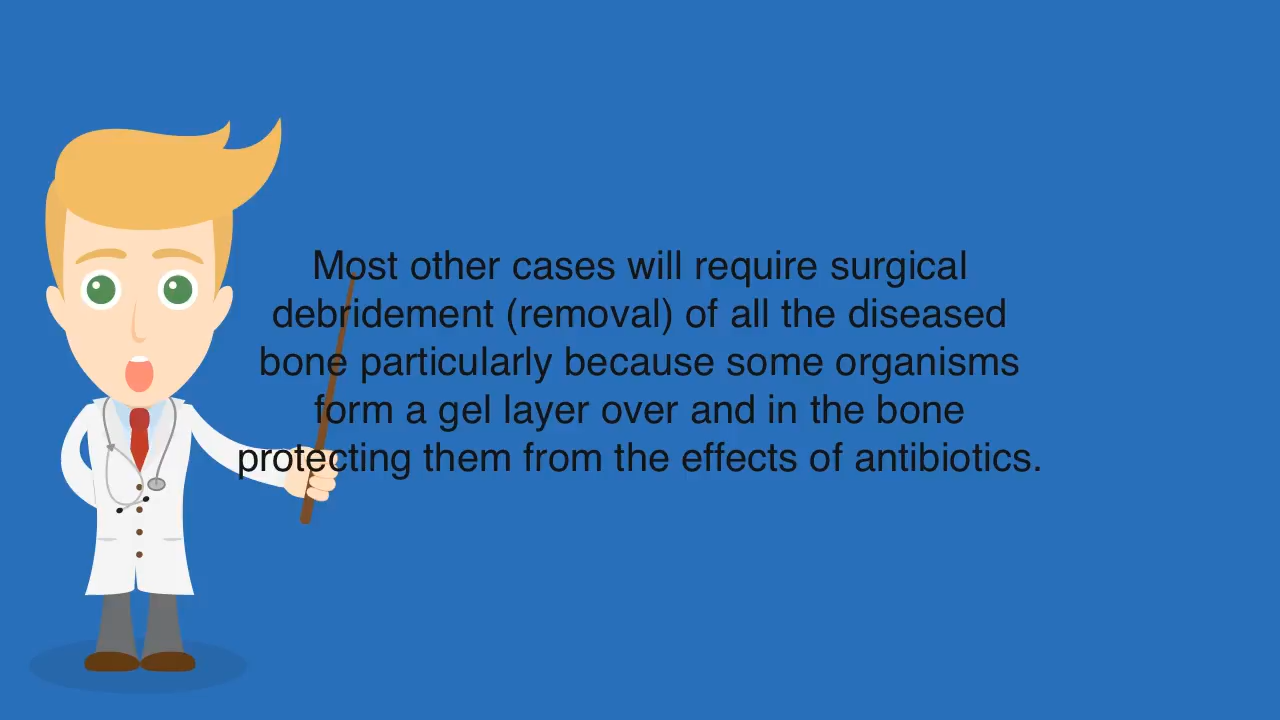 Most other cases will require surgical
debridement (removal) of all the diseased
bone particularly because some organisms
form a gel layer over and in the bone
protecting them from the effects of antibiotics.